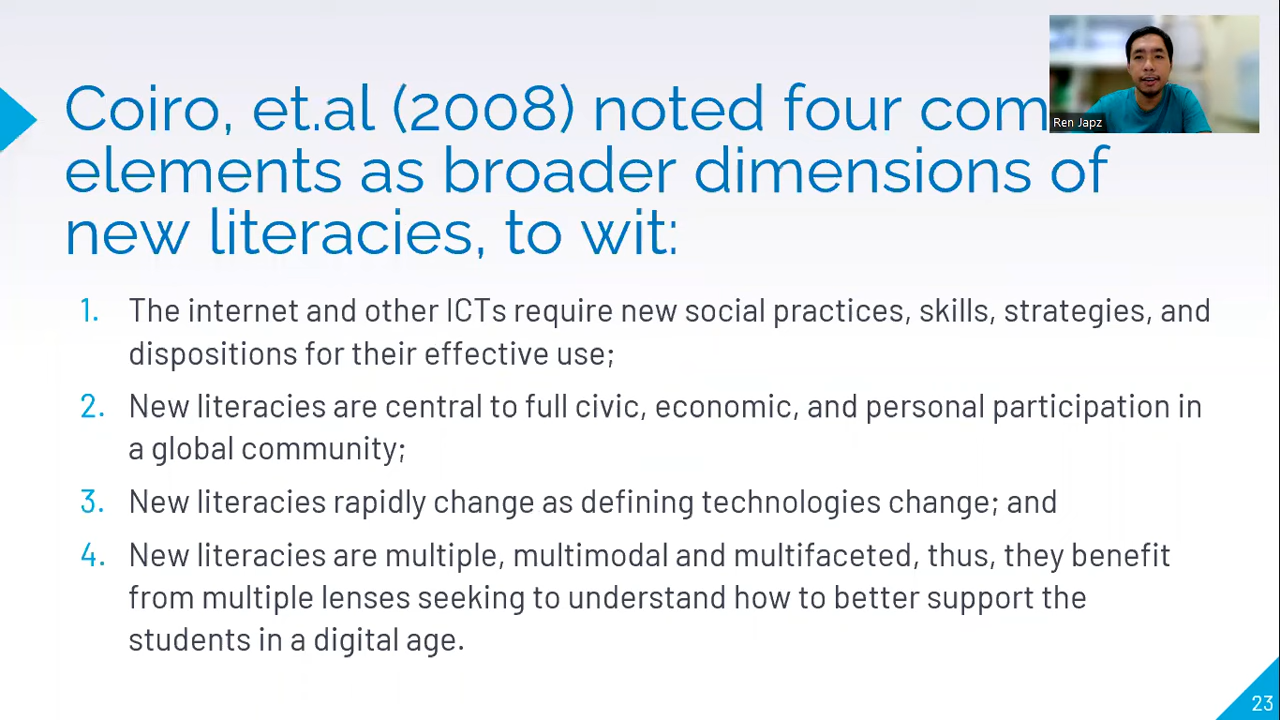 Coiro, et.al (2008) noted four com
elements as broader dimensions of
new literacies, to wit:
Ren Japz
1. The internet and other ICTs require new social practices, skills, strategies, and
dispositions for their effective use;
2. New literacies are central to full civic, economic, and personal participation in
a global community;
3. New literacies rapidly change as defining technologies change; and
4. New literacies are multiple, multimodal and multifaceted, thus, they benefit
from multiple lenses seeking to understand how to better support the
students in a digital age.
23